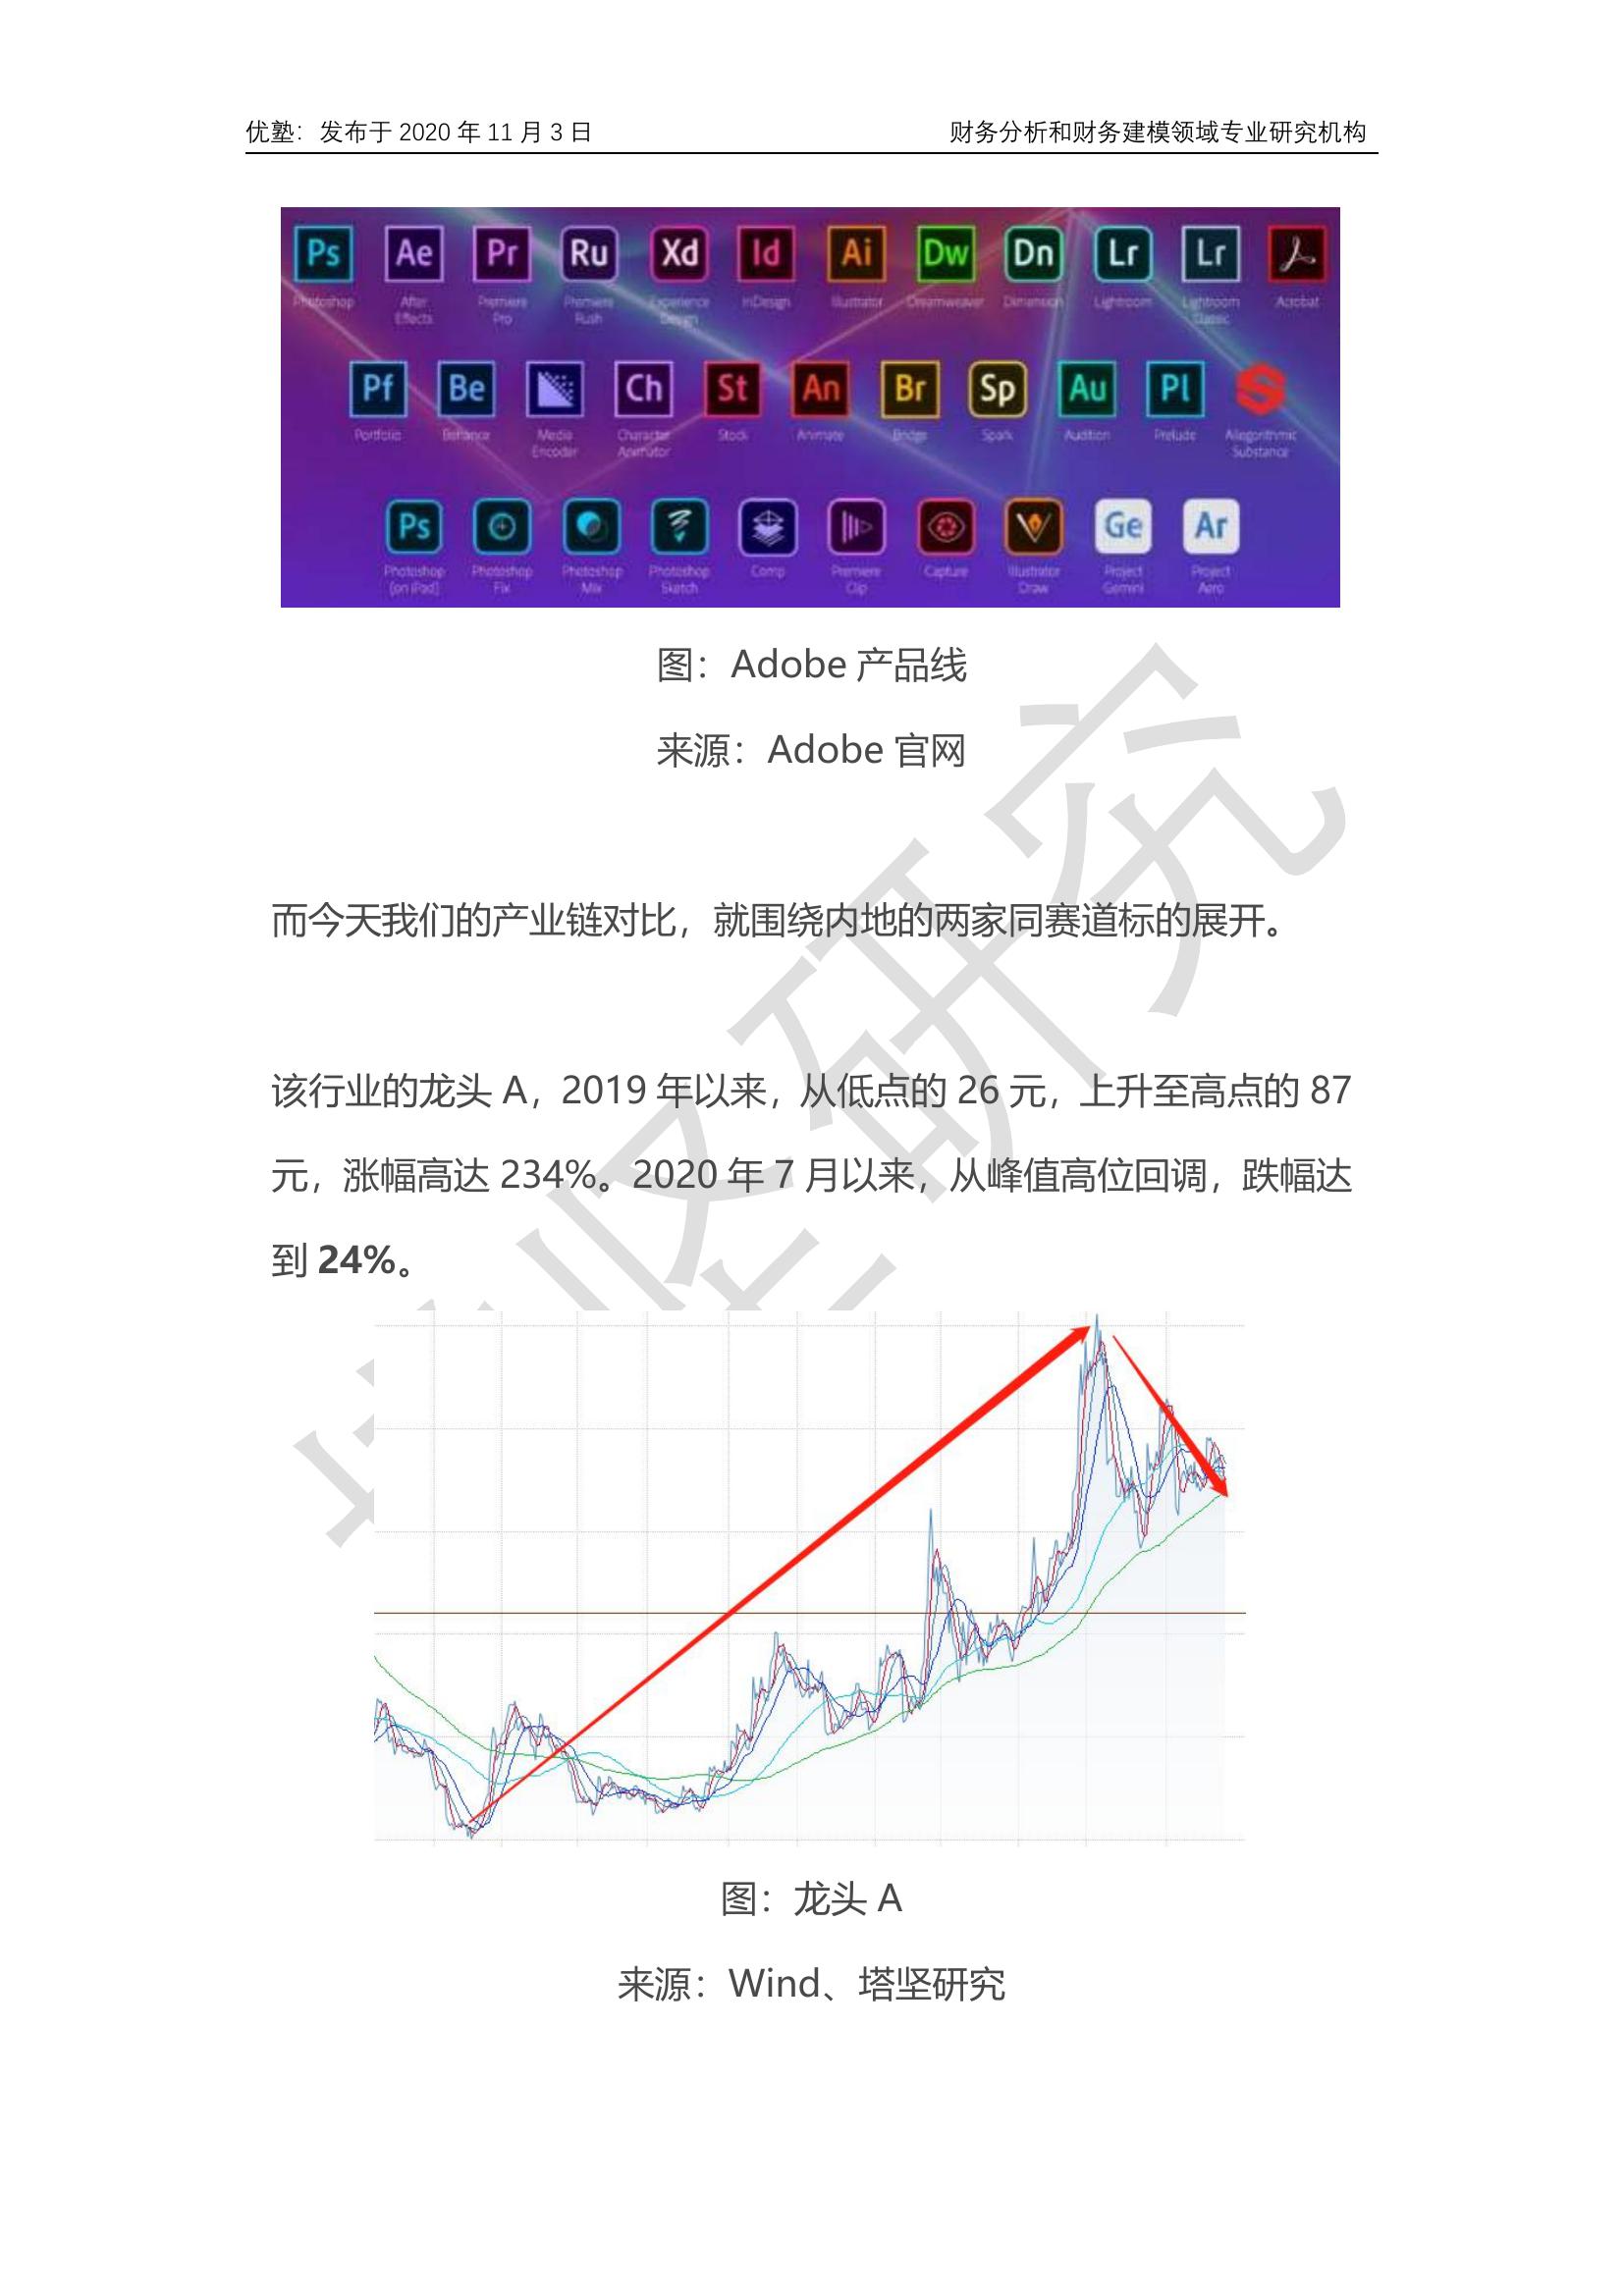 优塾：发布于 2020 年 11 月 3 日 财务分析和财务建模领域专业研究机构
Ps Ae Pr Ru Xd Id Ai Dw Dn Lr Lr
Photoshop After Effects Premiere Pro Premiere Rush Experience Design InDesign Illustrator Dreamweaver Dimension Lightroom Lightroom Classic Acrobat
Pf Be Ch St An Br Sp Au Pl
Portfolio Behance Media Encoder Character Animator Stock Animate Bridge Spark Audition Prelude Allegorithmic Substance
Ps Ge Ar
Photoshop (on iPad) Photoshop Fix Photoshop Mix Photoshop Sketch Comp Premiere Clip Capture Illustrator Draw Project Gemini Project Aero
图：Adobe 产品线
来源：Adobe 官网
而今天我们的产业链对比，就围绕内地的两家同赛道标的展开。
该行业的龙头 A，2019 年以来，从低点的 26 元，上升至高点的 87
元，涨幅高达 234%。2020 年 7 月以来，从峰值高位回调，跌幅达
到 24%。
图：龙头 A
来源：Wind、塔坚研究
坚研究